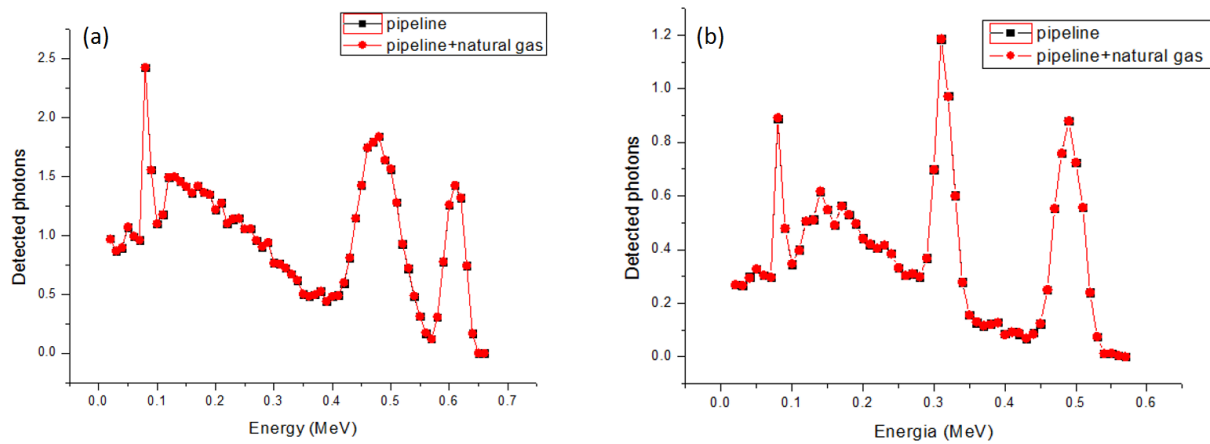 (a)
pipeline
pipeline+natural gas
2.5
2.0
1.5
1.0
0.5
0.0
Detected photons
0.0 0.1 0.2 0.3 0.4 0.5 0.6 0.7
Energy (MeV)
(b)
pipeline
pipeline+natural gas
1.2
1.0
0.8
0.6
0.4
0.2
0.0
Detected photons
0.0 0.1 0.2 0.3 0.4 0.5 0.6
Energia (MeV)